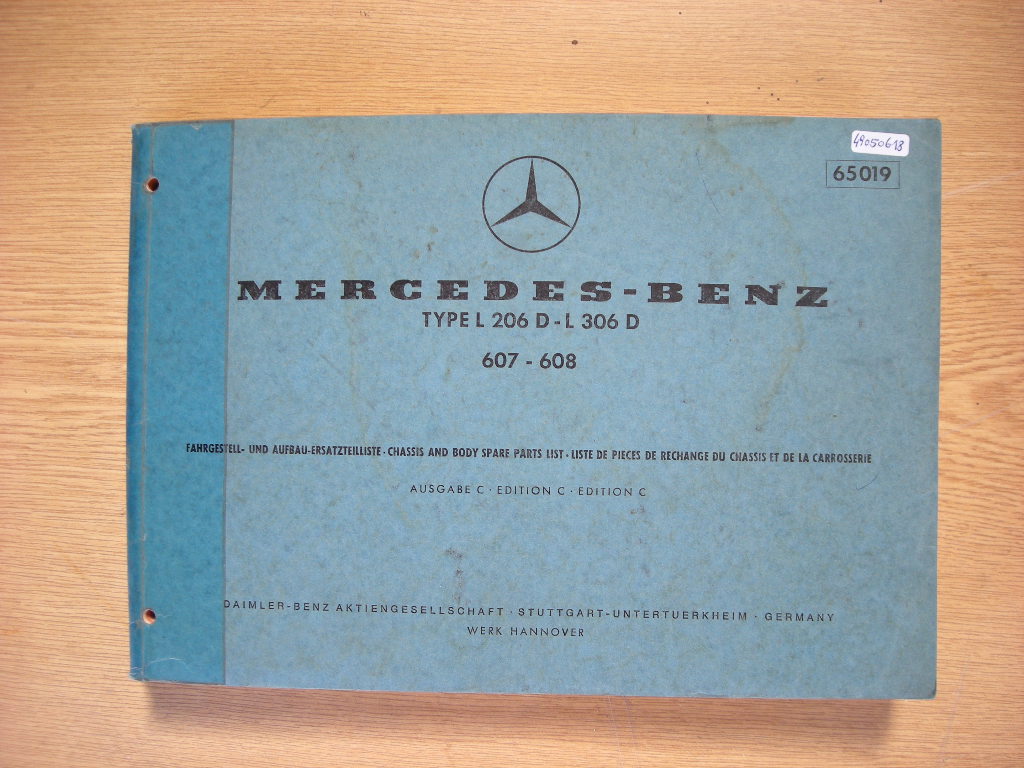 49050613
65019
MERCEDES-BENZ
TYPE L 206 D - L 306 D
607 - 608
FAHRGESTELL- UND AUFBAU-ERSATZTEILLISTE · CHASSIS AND BODY SPARE PARTS LIST · LISTE DE PIECES DE RECHANGE DU CHASSIS ET DE LA CARROSSERIE
AUSGABE C · EDITION C · EDITION C
DAIMLER-BENZ AKTIENGESELLSCHAFT · STUTTGART-UNTERTUERKHEIM · GERMANY
WERK HANNOVER